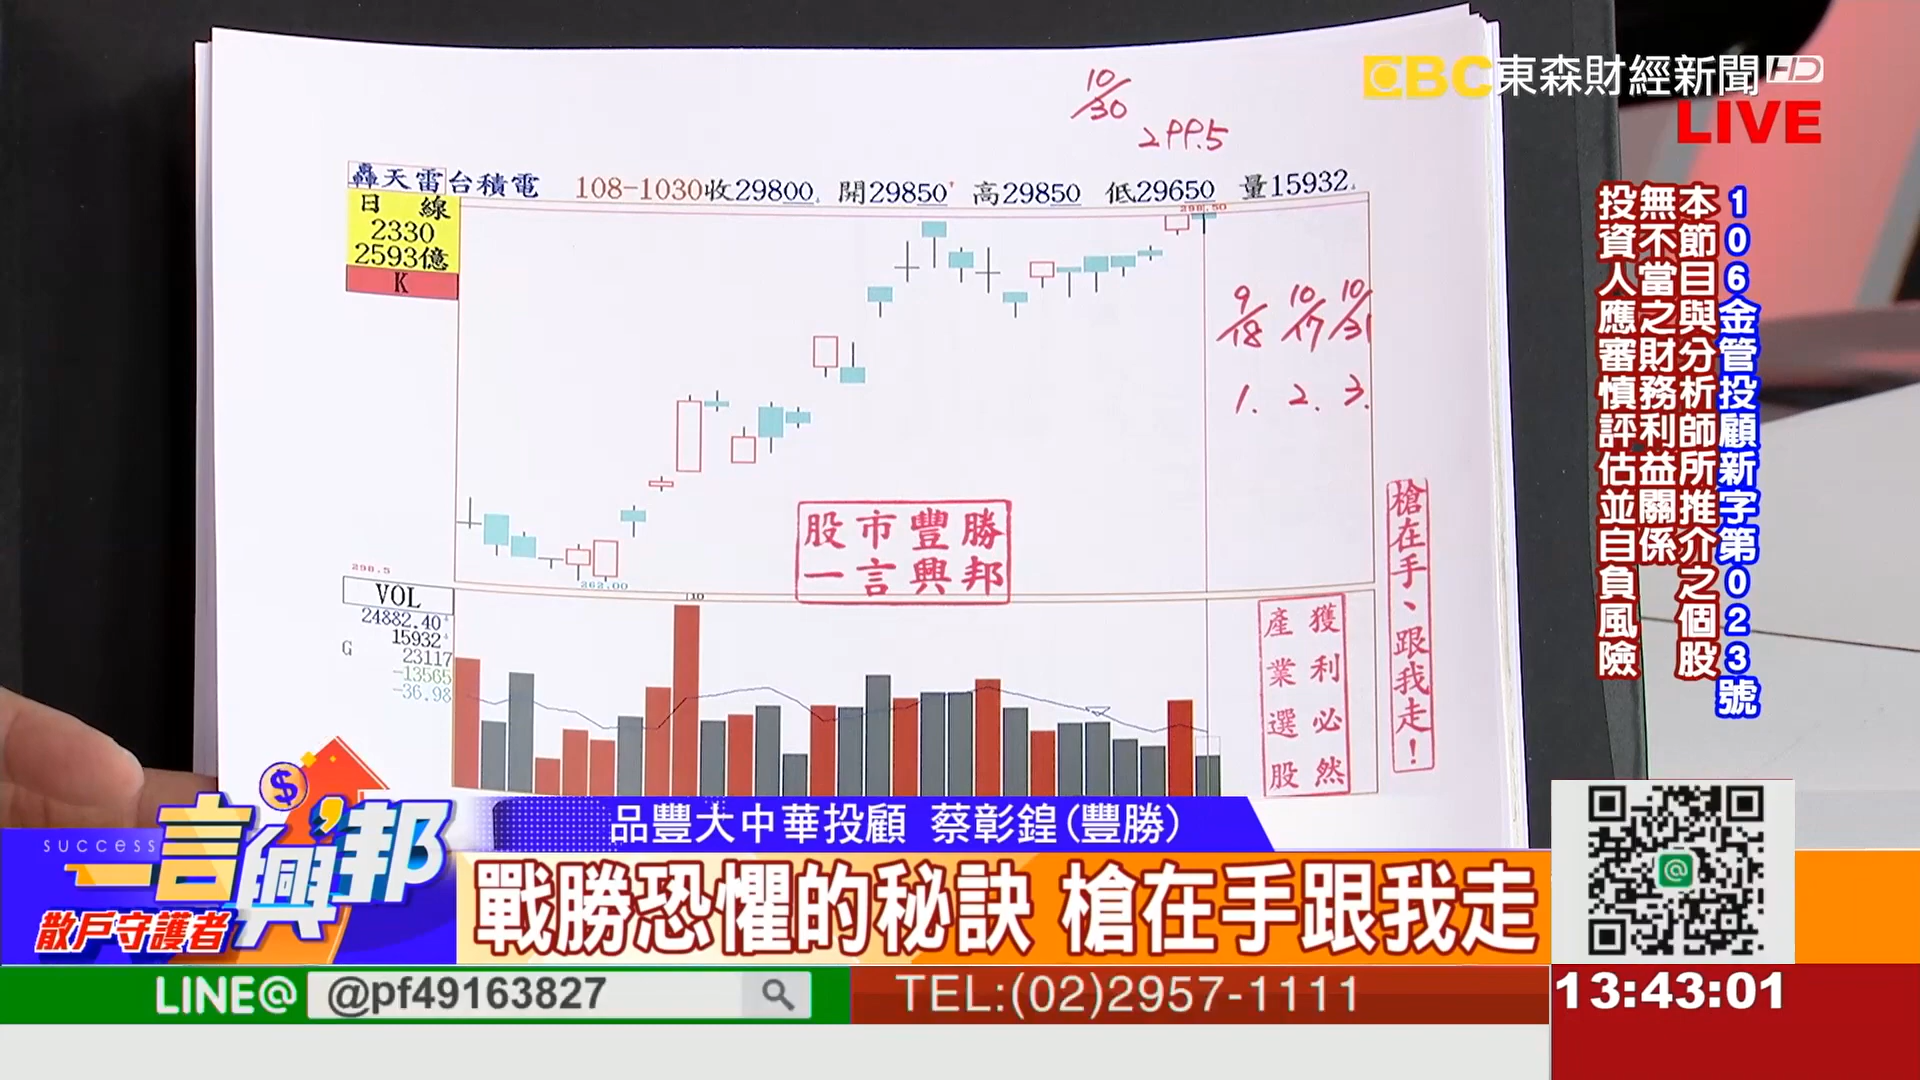 EBC東森財經新聞HD
LIVE
10/30
299.5
轟天雷台積電 108-1030收29800 開29850 高29850 低29650 量15932
日線
2330
2593億
K
298.50
9/18 10/17 10/31
1. 2. 3.
股市豐勝
一言興邦
槍在手、跟我走！
298.5
262.00
VOL
24882.40
15932
G 23117
-13565
-36.98
10
獲利必然
產業選股
106金管投顧新字第023號
本節目與分析師所推介之個股
無不當之財務利益關係
投資人應審慎評估並自負風險
品豐大中華投顧 蔡彰鍠(豐勝)
$
success
一言興邦
散戶守護者
戰勝恐懼的秘訣 槍在手跟我走
LINE@ @pf49163827
TEL:(02)2957-1111
13:43:01